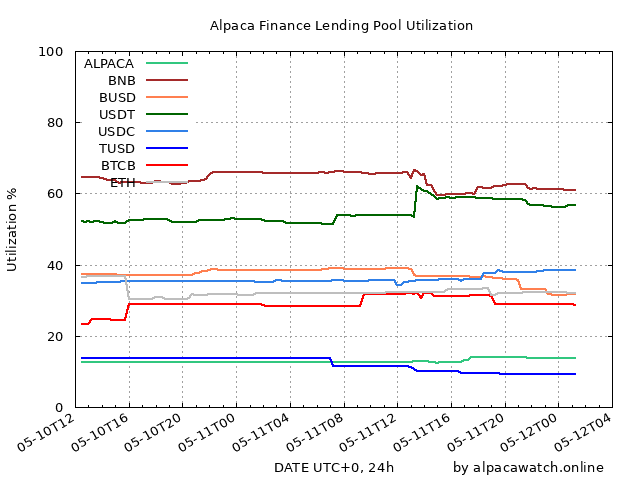 Alpaca Finance Lending Pool Utilization
100
80
60
40
20
0
Utilization %
ALPACA
BNB
BUSD
USDT
USDC
TUSD
BTCB
ETH
05-10T12
05-10T16
05-10T20
05-11T00
05-11T04
05-11T08
05-11T12
05-11T16
05-11T20
05-12T00
05-12T04
DATE UTC+0, 24h
by alpacawatch.online